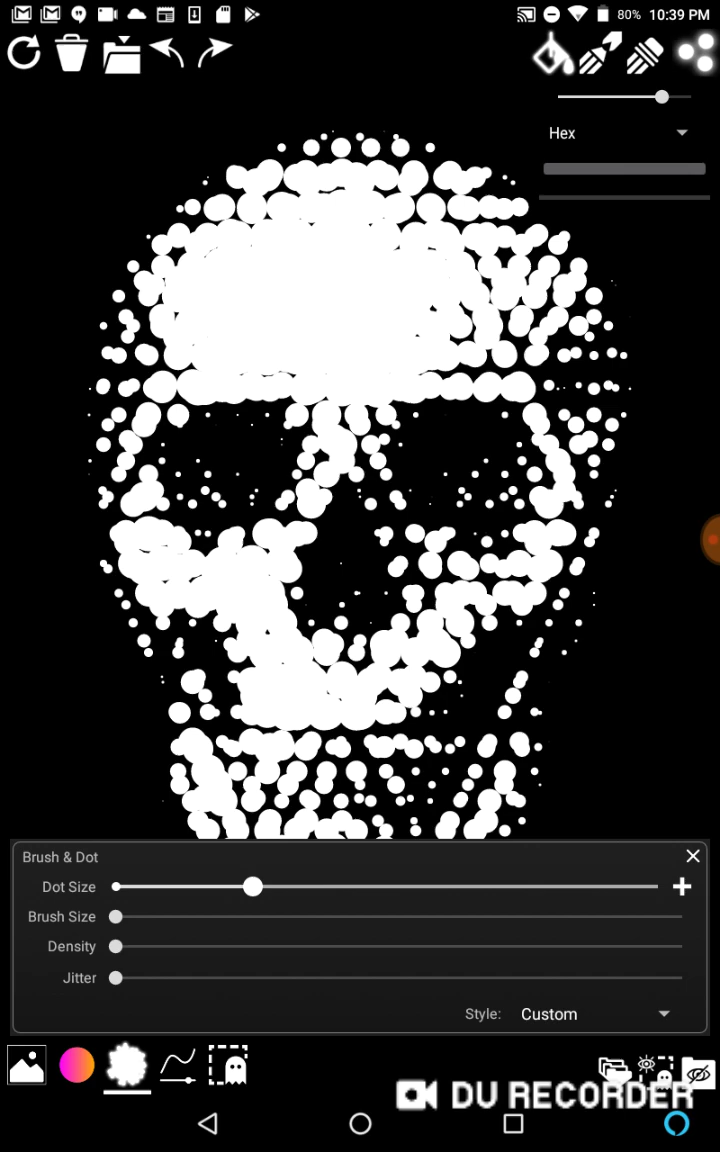 80% 10:39 PM
Hex
Brush & Dot
Dot Size
Brush Size
Density
Jitter
Style: Custom
DU RECORDER